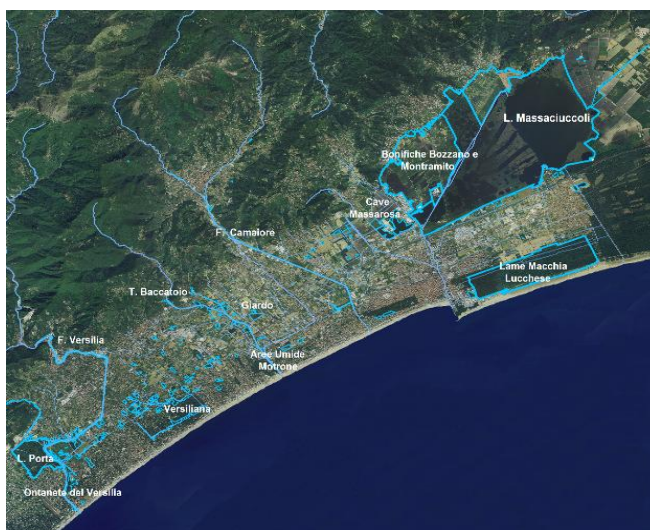 L. Massaciuccoli
Bonifiche Bozzano e
Montramito
Cave
Massarosa
F. Camaiore
Lame Macchia
Lucchese
T. Baccatoio
Giardo
F. Versilia
Aree Umide
Motrone
Versiliana
L. Porta
Ontaneta del Versilia